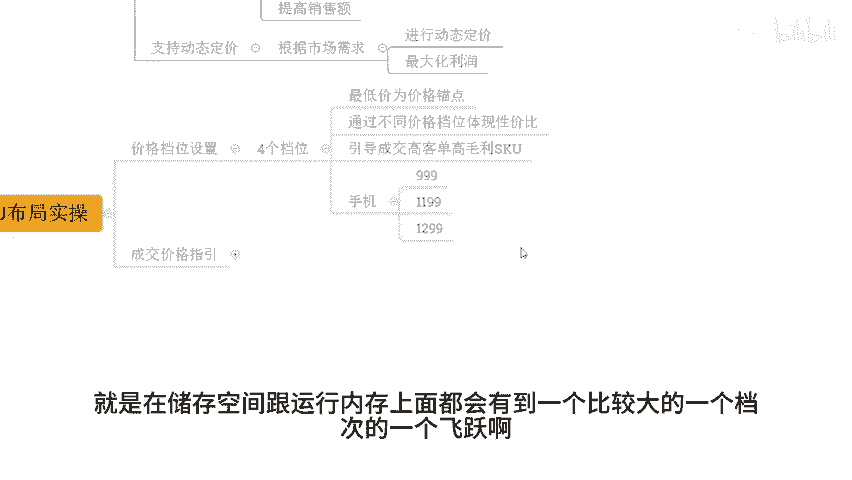 提高销售额
支持动态定价
根据市场需求
进行动态定价
最大化利润
价格档位设置
4个档位
最低价为价格锚点
通过不同价格档位体现性价比
引导成交高客单高毛利SKU
手机
999
1199
1299
U布局实操
成交价格指引
就是在储存空间跟运行内存上面都会有到一个比较大的一个档
次的一个飞跃啊
bilibili